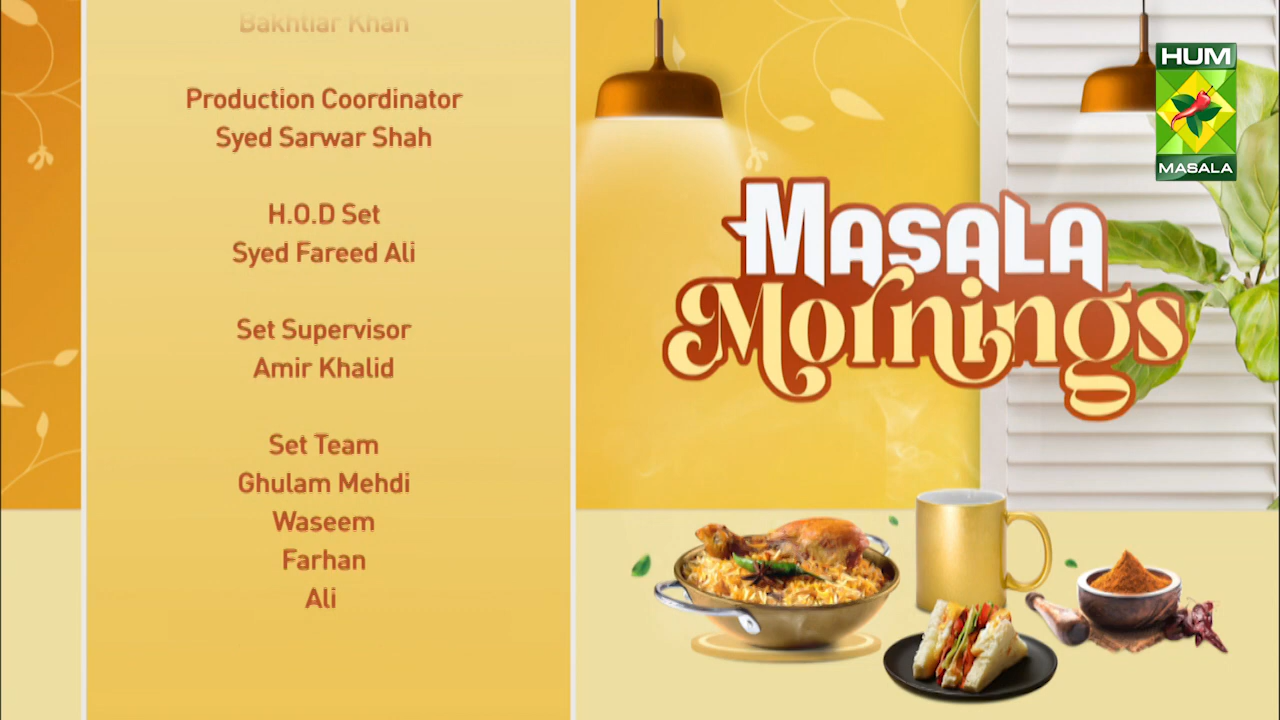 Bakhtiar Khan
Production Coordinator
Syed Sarwar Shah
H.O.D Set
Syed Fareed Ali
Set Supervisor
Amir Khalid
Set Team
Ghulam Mehdi
Waseem
Farhan
Ali
MASALA
Mornings
HUM
MASALA